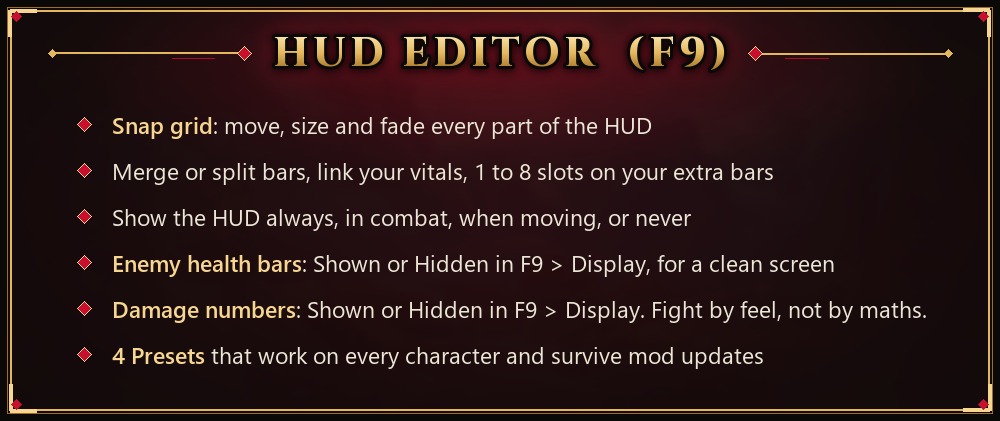 HUD EDITOR (F9)
Snap grid: move, size and fade every part of the HUD
Merge or split bars, link your vitals, 1 to 8 slots on your extra bars
Show the HUD always, in combat, when moving, or never
Enemy health bars: Shown or Hidden in F9 > Display, for a clean screen
Damage numbers: Shown or Hidden in F9 > Display. Fight by feel, not by maths.
4 Presets that work on every character and survive mod updates